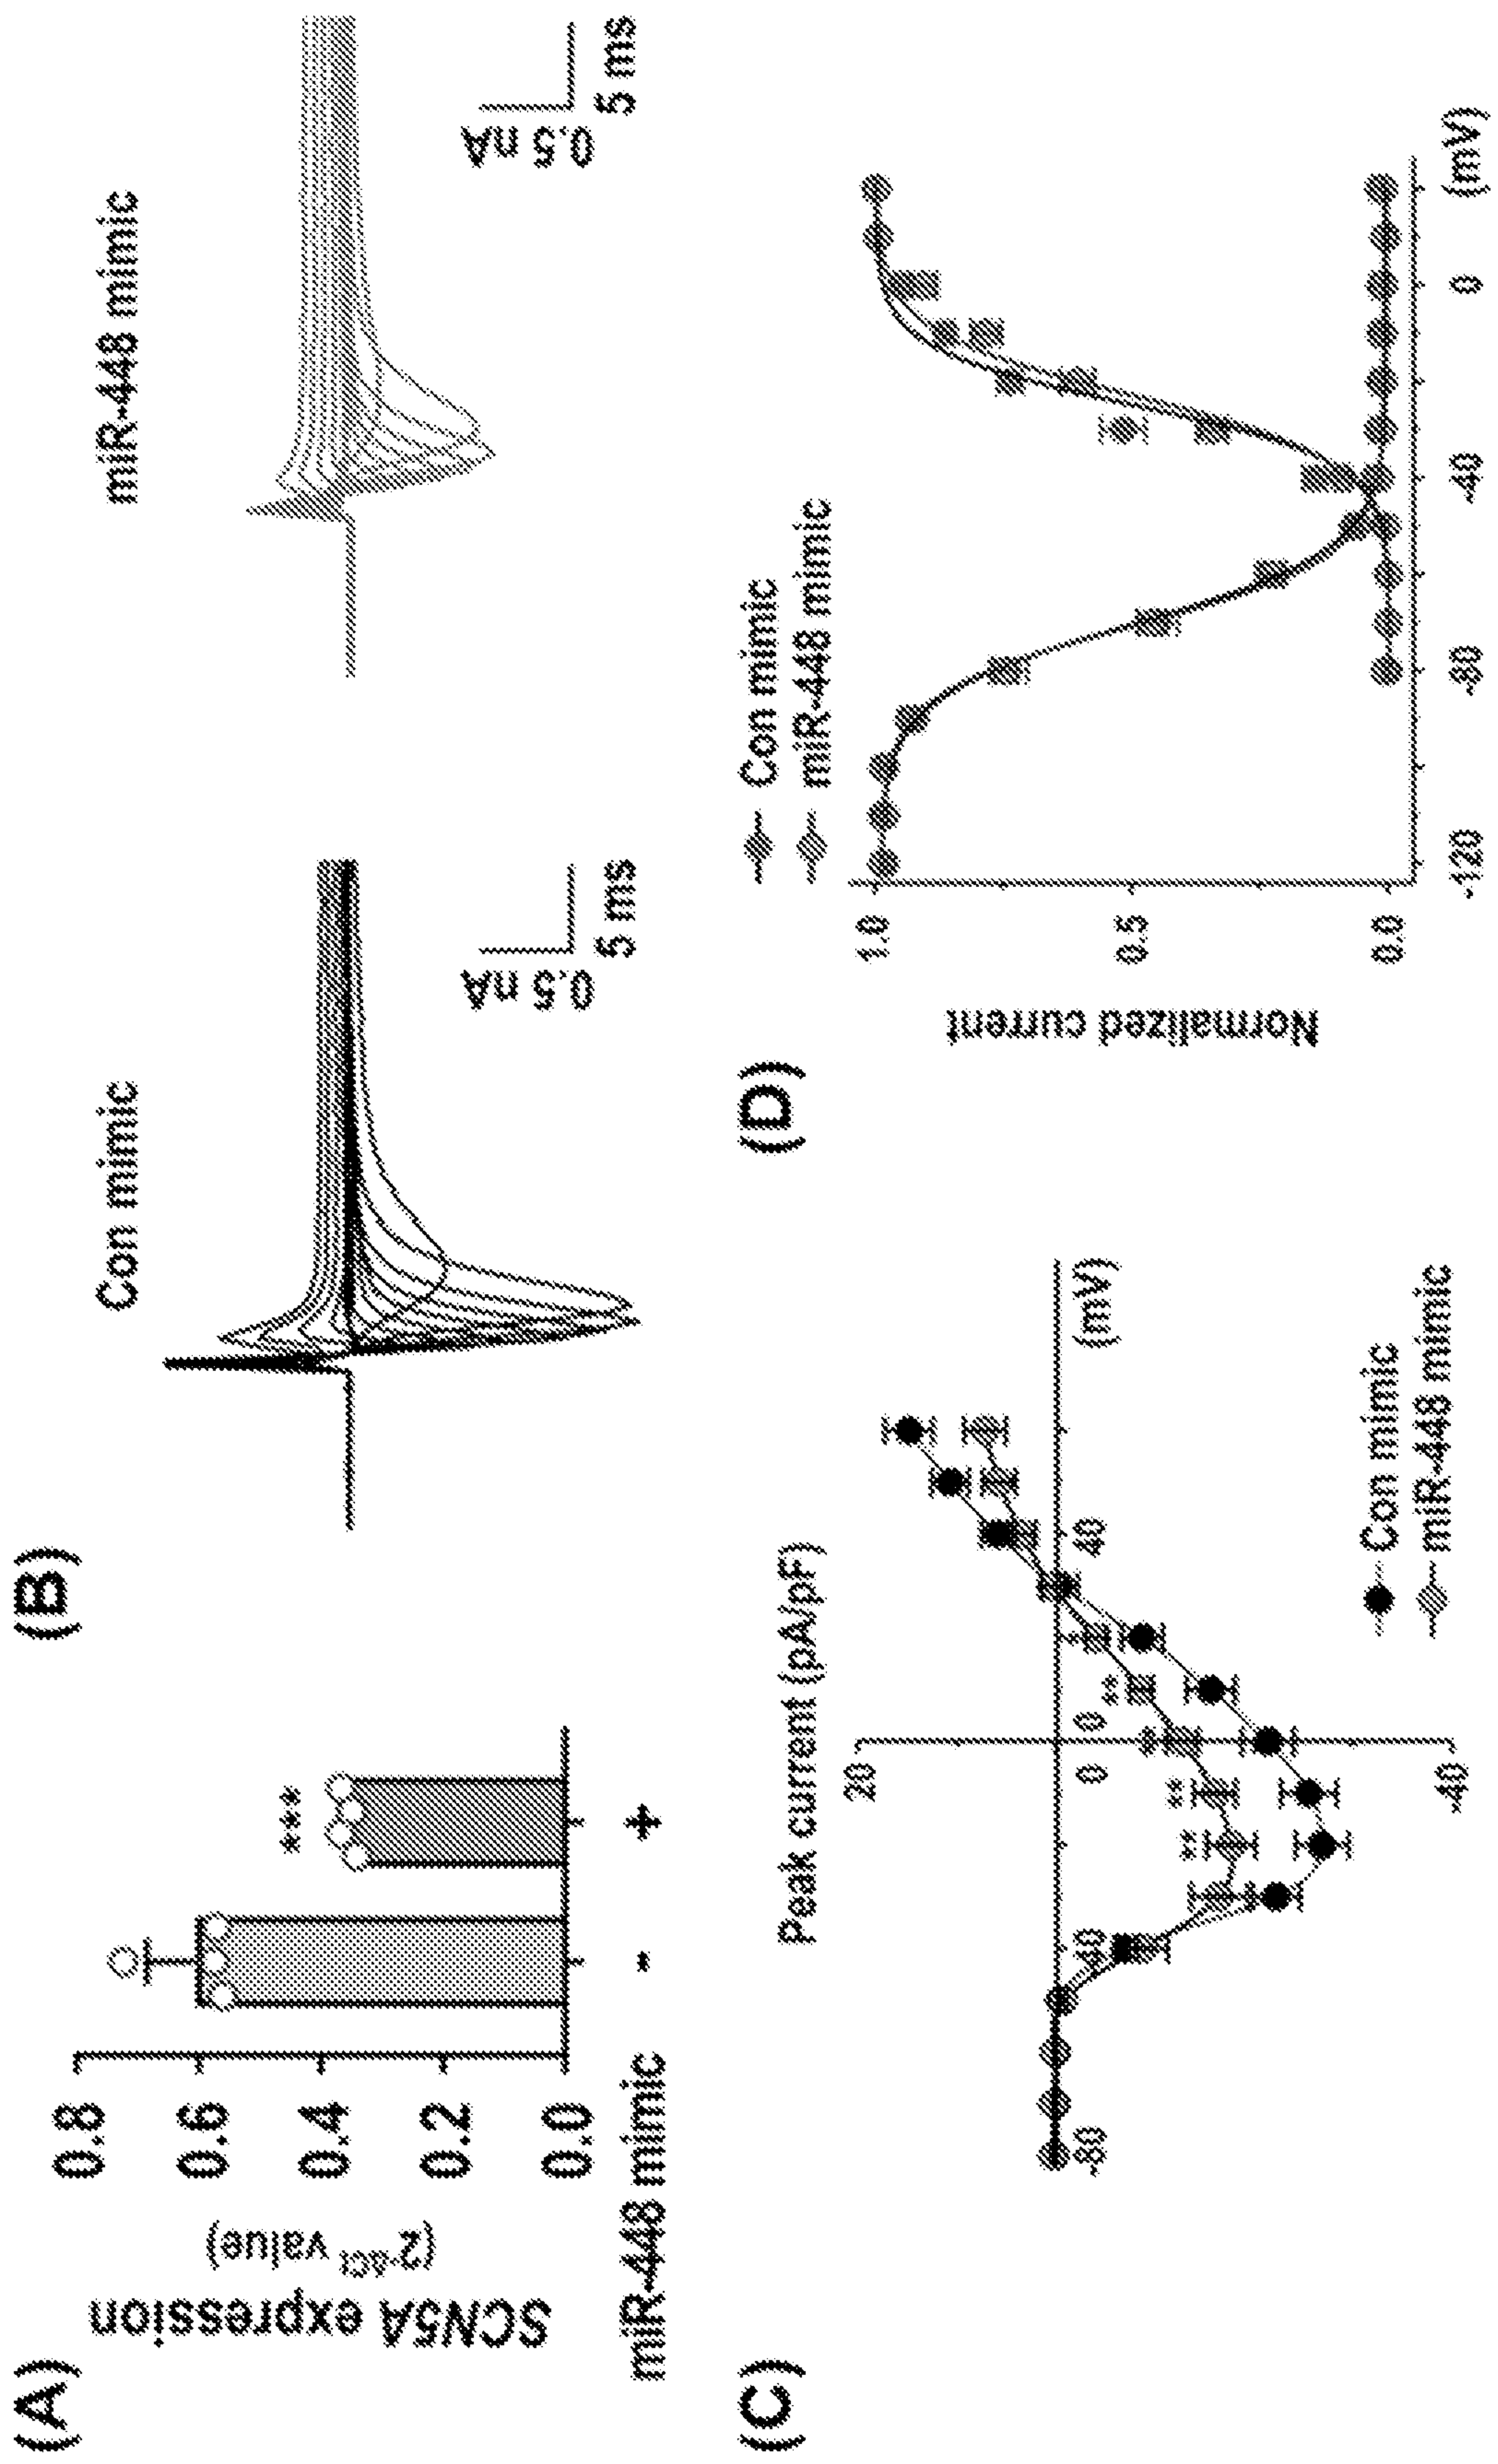 (A)
SCN5A expression
(2-ΔCt value)
0.8
0.6
0.4
0.2
0.0
***
miR-448 mimic
-
+
(B)
Con mimic
0.5 nA
5 ms
miR-448 mimic
0.5 nA
5 ms
(C)
Peak current (pA/pF)
20
-80
-40
0
0
40
(mV)
-40
**
**
*
**
*
Con mimic
miR-448 mimic
(D)
Con mimic
miR-448 mimic
Normalized current
1.0
0.5
0.0
-120
-80
-40
0
(mV)